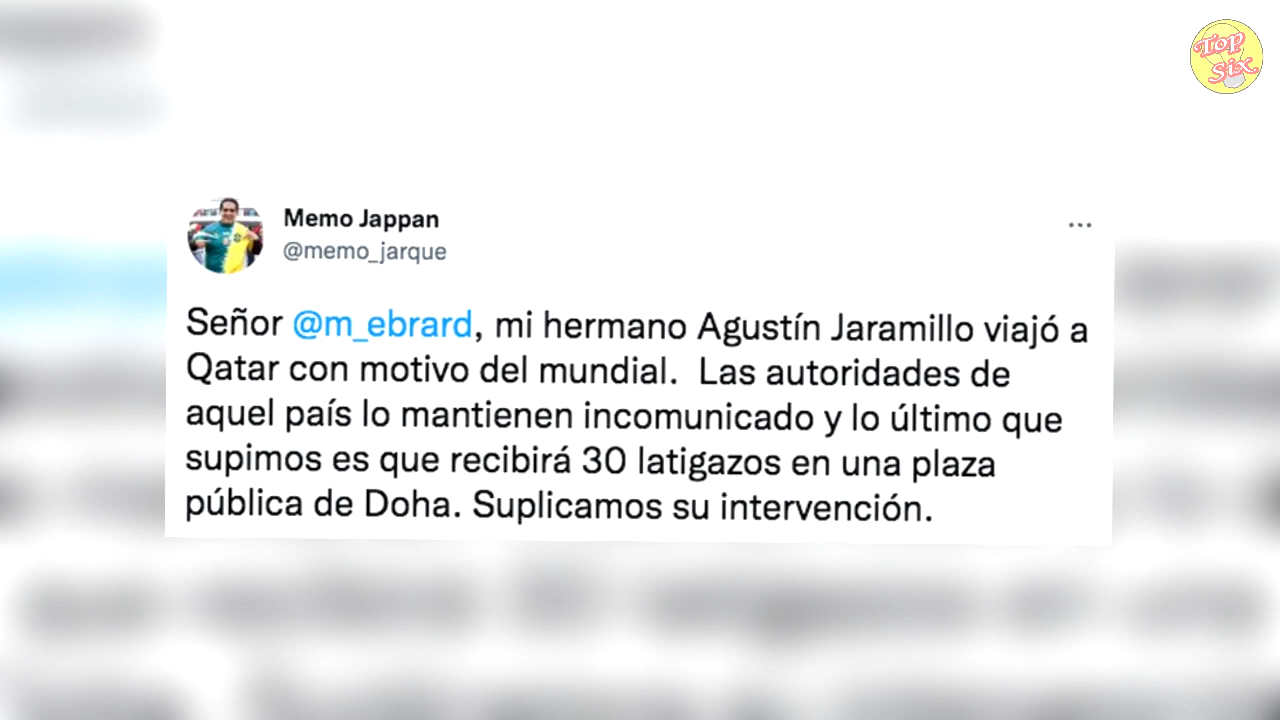 Top
Six
Memo Jappan
@memo_jarque
Señor @m_ebrard, mi hermano Agustín Jaramillo viajó a
Qatar con motivo del mundial.  Las autoridades de
aquel país lo mantienen incomunicado y lo último que
supimos es que recibirá 30 latigazos en una plaza
pública de Doha. Suplicamos su intervención.